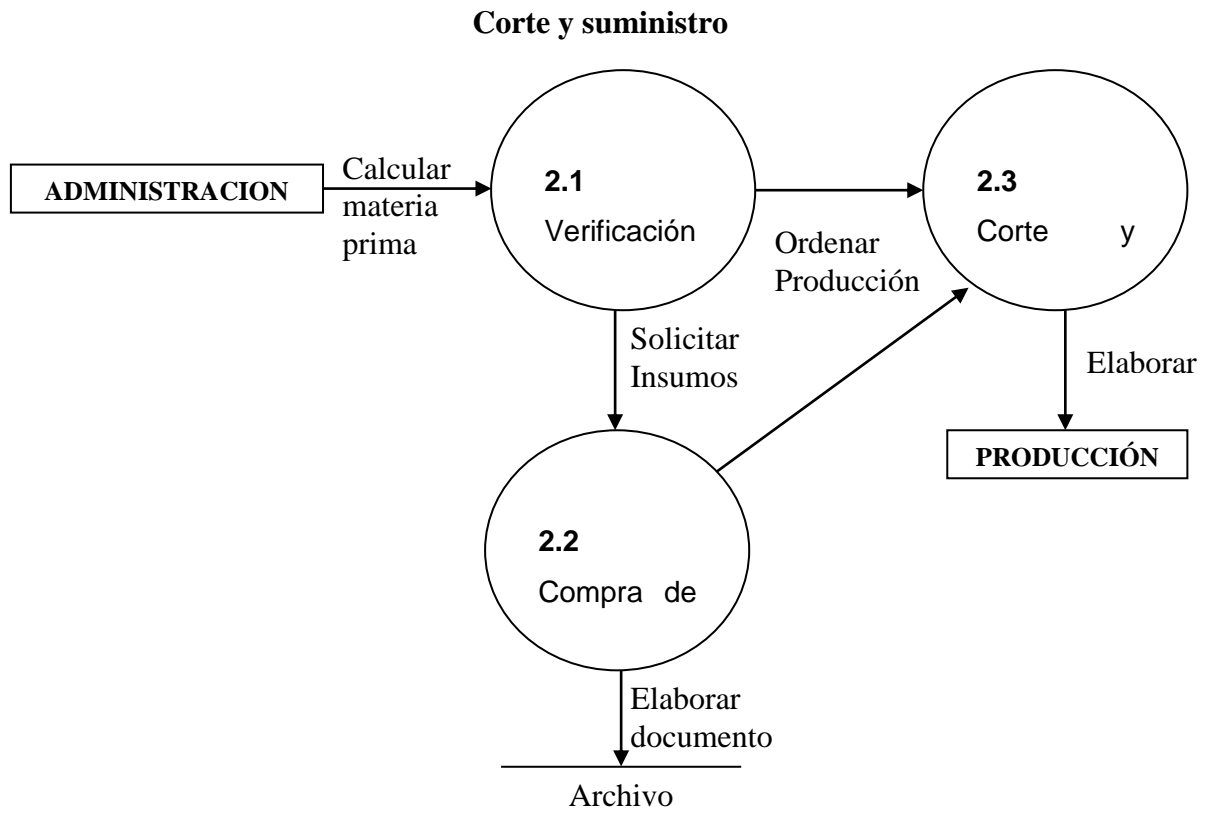 Corte y suministro
ADMINISTRACION
Calcular
materia
prima
2.1
Verificación
Ordenar
Producción
2.3
Corte y
Solicitar
Insumos
Elaborar
PRODUCCIÓN
2.2
Compra de
Elaborar
documento
Archivo